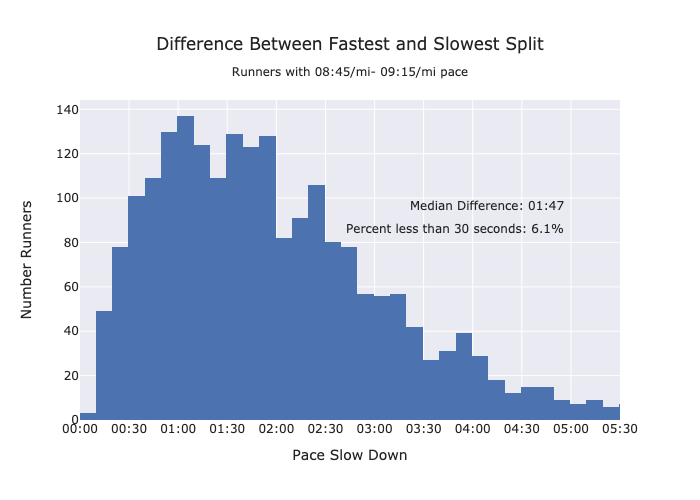 Difference Between Fastest and Slowest Split
Runners with 08:45/mi- 09:15/mi pace
Number Runners
140
120
100
80
60
40
20
0
Median Difference: 01:47
Percent less than 30 seconds: 6.1%
00:00 00:30 01:00 01:30 02:00 02:30 03:00 03:30 04:00 04:30 05:00 05:30
Pace Slow Down